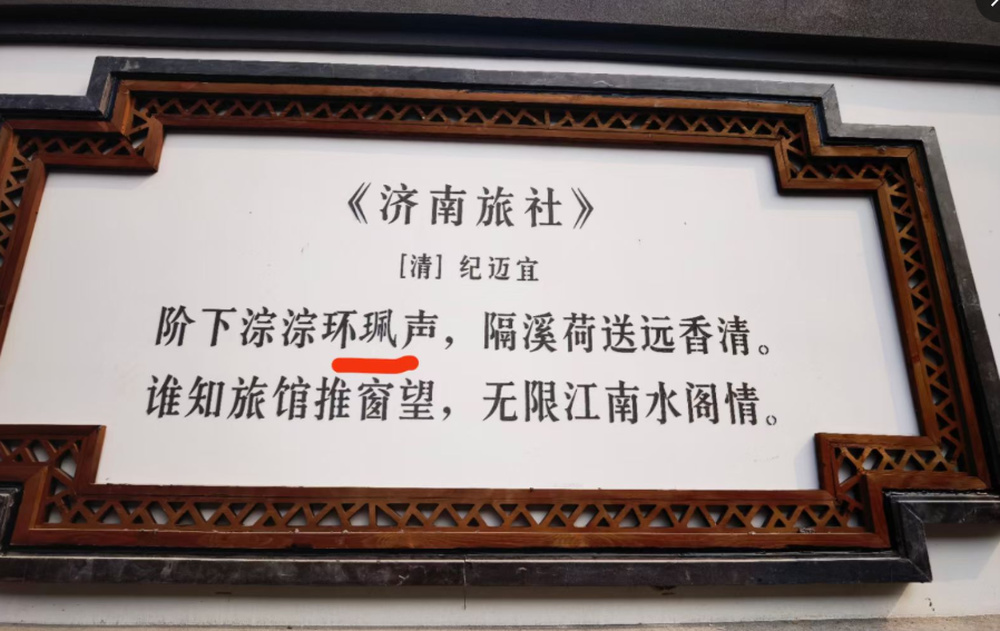 《济南旅社》
[清] 纪迈宜
阶下淙淙环珮声，隔溪荷送远香清。
谁知旅馆推窗望，无限江南水阁情。